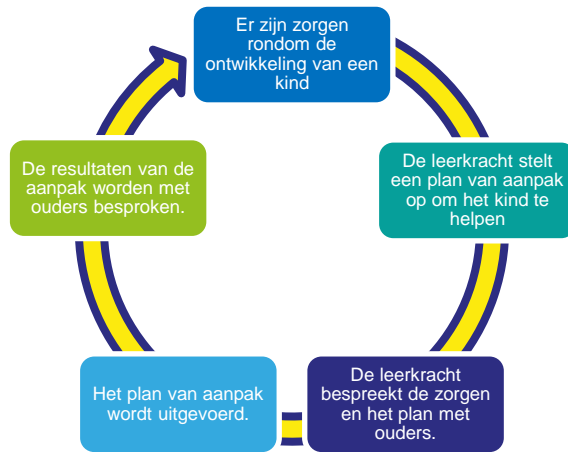 Er zijn zorgen
rondom de
ontwikkeling van een
kind
De leerkracht stelt
een plan van aanpak
op om het kind te
helpen
De leerkracht
bespreekt de zorgen
en het plan met
ouders.
Het plan van aanpak
wordt uitgevoerd.
De resultaten van de
aanpak worden met
ouders besproken.